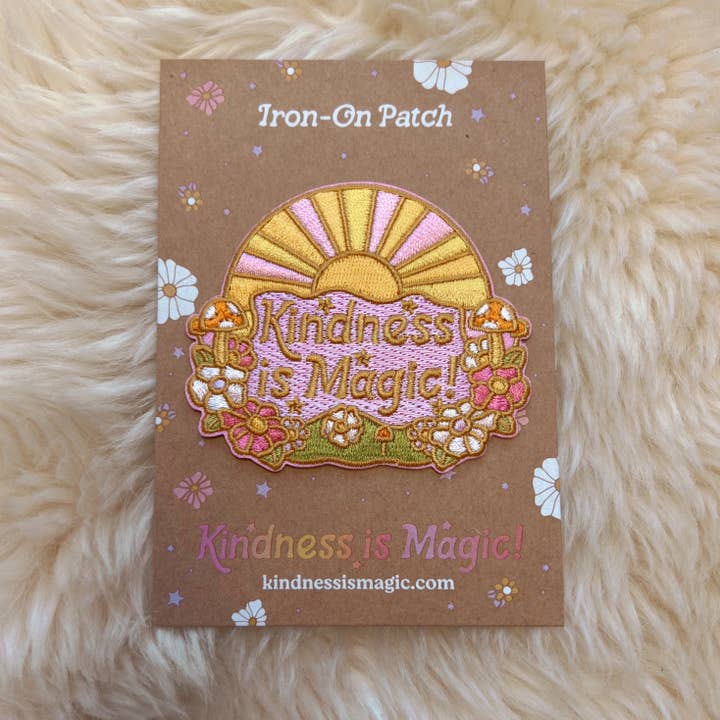 Iron-On Patch
Kindness
is Magic!
Kindness is Magic!
kindnessismagic.com